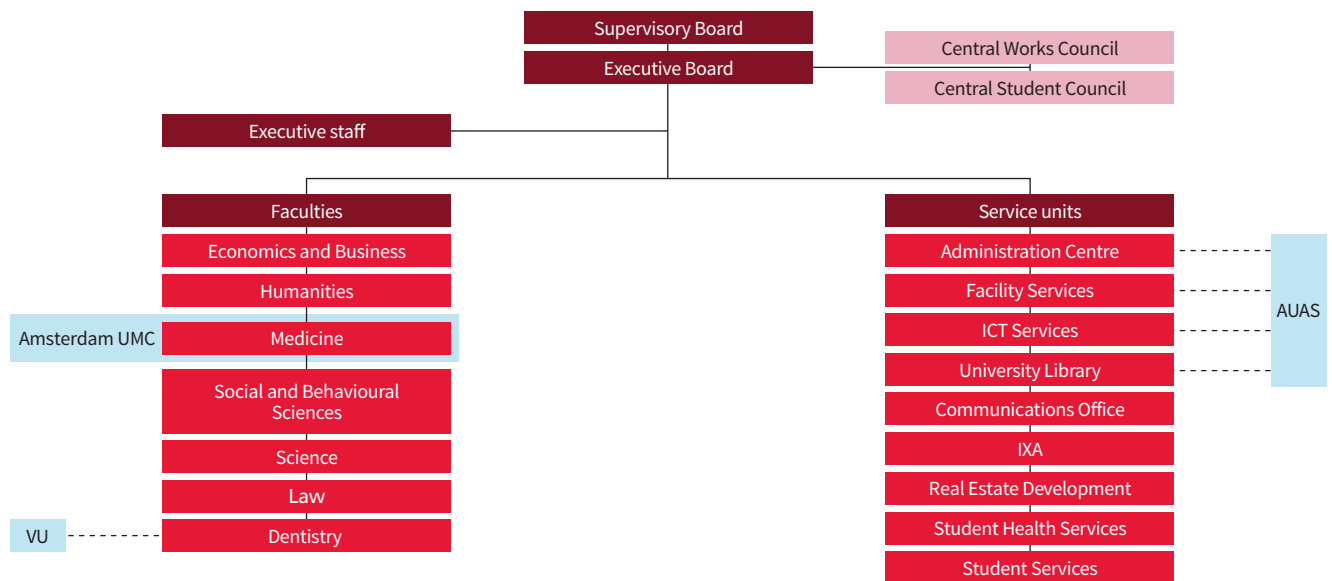 Supervisory Board
Executive Board
Central Works Council
Central Student Council
Executive staff
Faculties
Economics and Business
Humanities
Amsterdam UMC
Medicine
Social and Behavioural
Sciences
Science
Law
VU
Dentistry
Service units
Administration Centre
Facility Services
ICT Services
University Library
Communications Office
IXA
Real Estate Development
Student Health Services
Student Services
AUAS